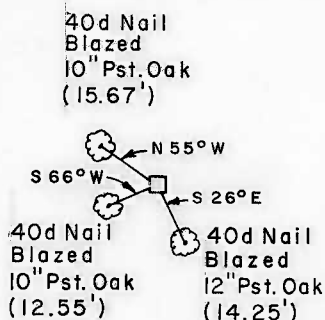 40d Nail
Blazed
10" Pst. Oak
(15.67')
N 55° W
S 66° W
S 26° E
40d Nail
Blazed
10" Pst. Oak
(12.55')
40d Nail
Blazed
12" Pst. Oak
(14.25')